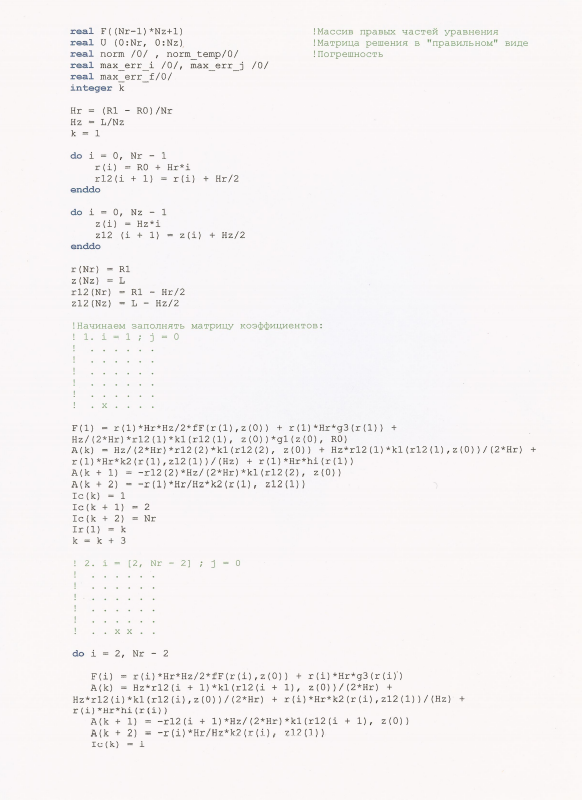 real F((Nr-1)*Nz+1) !Массив правых частей уравнения
real U (0:Nr, 0:Nz) !Матрица решения в "правильном" виде
real norm /0/ , norm_temp/0/ !Погрешность
real max_err_i /0/, max_err_j /0/
real max_err_f/0/
integer k
Hr = (R1 - R0)/Nr
Hz = L/Nz
k = 1
do i = 0, Nr - 1
r(i) = R0 + Hr*i
r12(i + 1) = r(i) + Hr/2
enddo
do i = 0, Nz - 1
z(i) = Hz*i
z12 (i + 1) = z(i) + Hz/2
enddo
r(Nr) = R1
z(Nz) = L
r12(Nr) = R1 - Hr/2
z12(Nz) = L - Hz/2
!Начинаем заполнять матрицу коэффициентов:
! 1. i = 1 ; j = 0
! . . . . . .
! . . . . . .
! . . . . . .
! . . . . . .
! . . . . . .
! . x . . . .
F(1) = r(1)*Hr*Hz/2*fF(r(1),z(0)) + r(1)*Hr*g3(r(1)) +
Hz/(2*Hr)*r12(1)*k1(r12(1), z(0))*g1(z(0), R0)
A(k) = Hz/(2*Hr)*r12(2)*k1(r12(2), z(0)) + Hz*r12(1)*k1(r12(1),z(0))/(2*Hr) +
r(1)*Hr*k2(r(1),z12(1))/(Hz) + r(1)*Hr*hi(r(1))
A(k + 1) = -r12(2)*Hz/(2*Hr)*k1(r12(2), z(0))
A(k + 2) = -r(1)*Hr/Hz*k2(r(1), z12(1))
Ic(k) = 1
Ic(k + 1) = 2
Ic(k + 2) = Nr
Ir(1) = k
k = k + 3
! 2. i = [2, Nr - 2] ; j = 0
! . . . . . .
! . . . . . .
! . . . . . .
! . . . . . .
! . . . . . .
! . . x x . .
do i = 2, Nr - 2
F(i) = r(i)*Hr*Hz/2*fF(r(i),z(0)) + r(i)*Hr*g3(r(i))
A(k) = Hz*r12(i + 1)*k1(r12(i + 1), z(0))/(2*Hr) +
Hz*r12(i)*k1(r12(i),z(0))/(2*Hr) + r(i)*Hr*k2(r(i),z12(1))/(Hz) +
r(i)*Hr*hi(r(i))
A(k + 1) = -r12(i + 1)*Hz/(2*Hr)*k1(r12(i + 1), z(0))
A(k + 2) = -r(i)*Hr/Hz*k2(r(i), z12(1))
Ic(k) = i